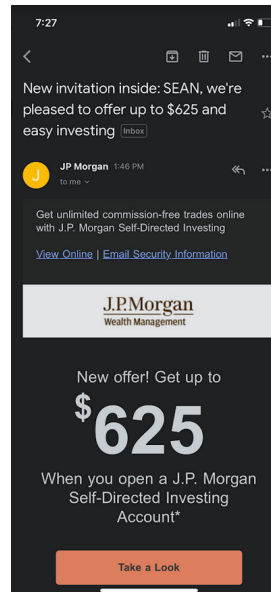 7:27
New invitation inside: SEAN, we're
pleased to offer up to $625 and
easy investing Inbox
J
JP Morgan 1:46 PM
to me
Get unlimited commission-free trades online
with J.P. Morgan Self-Directed Investing
View Online | Email Security Information
J.P.Morgan
Wealth Management
New offer! Get up to
$625
When you open a J.P. Morgan
Self-Directed Investing
Account*
Take a Look